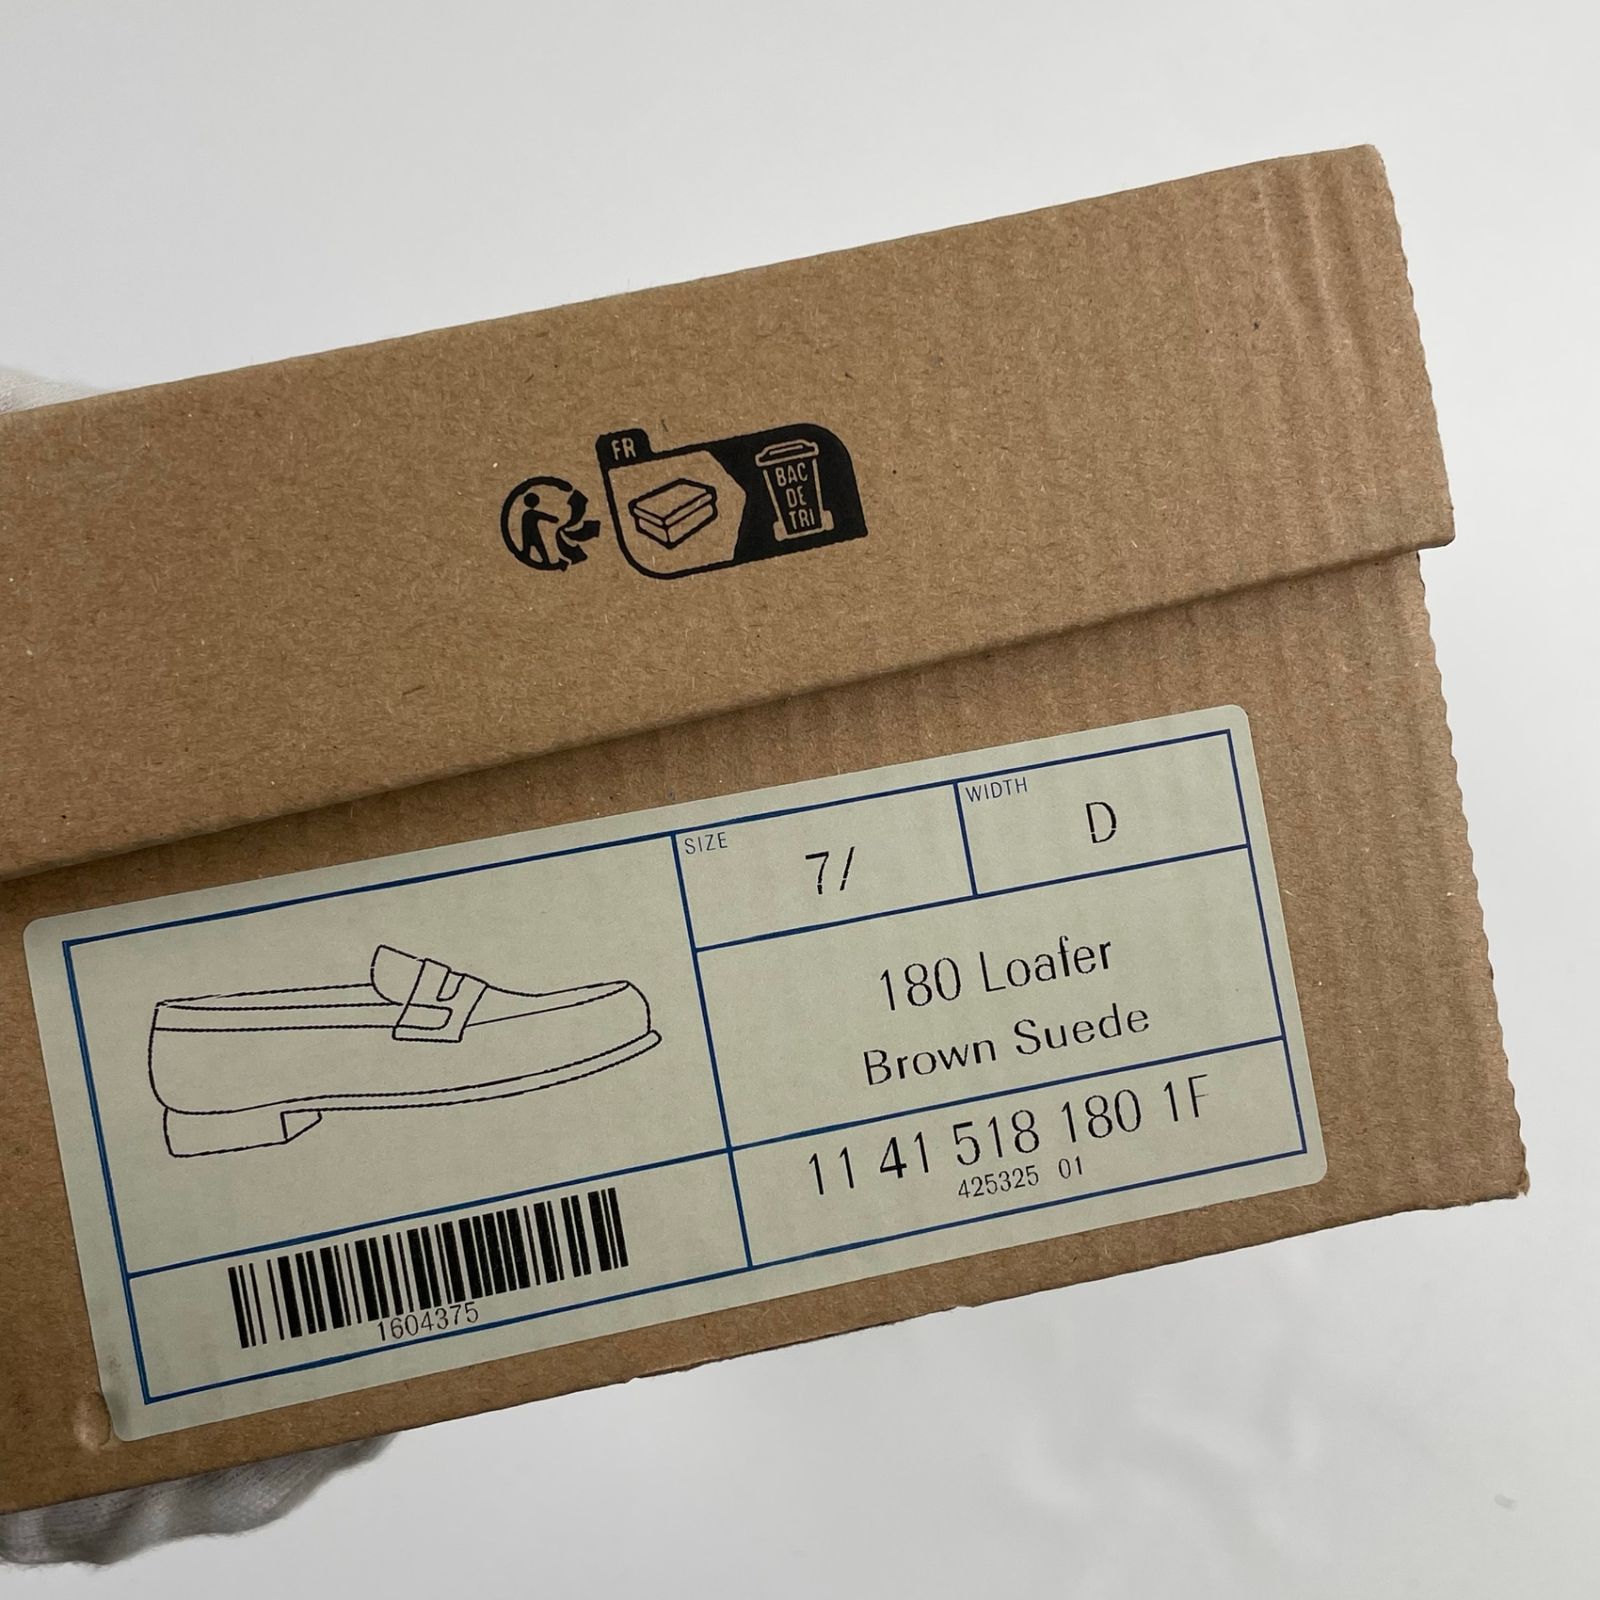 FR
BAC
DE
TRI
SIZE
7/
WIDTH
D
180 Loafer
Brown Suede
11 41 518 180 1F
425325 01
1604375